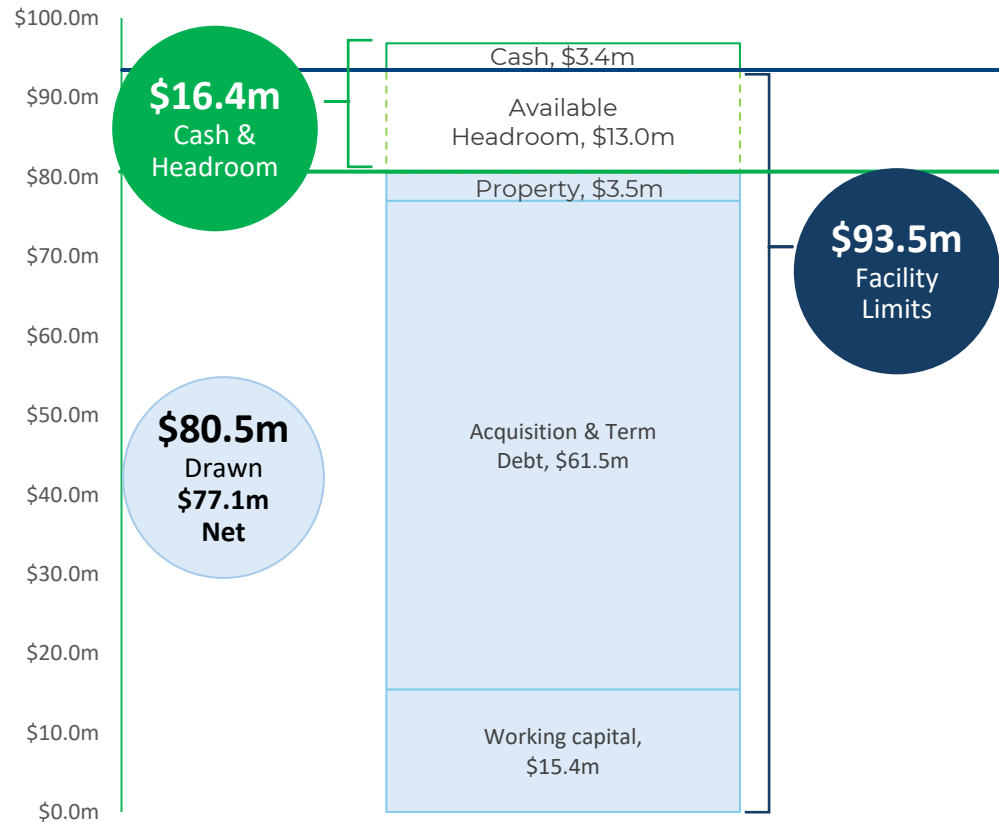 $100.0m
$90.0m
$80.0m
$70.0m
$60.0m
$50.0m
$40.0m
$30.0m
$20.0m
$10.0m
$0.0m
$16.4m
Cash &
Headroom
$80.5m
Drawn
$77.1m
Net
Cash, $3.4m
Available
Headroom, $13.0m
Property, $3.5m
Acquisition & Term
Debt, $61.5m
Working capital,
$15.4m
$93.5m
Facility
Limits